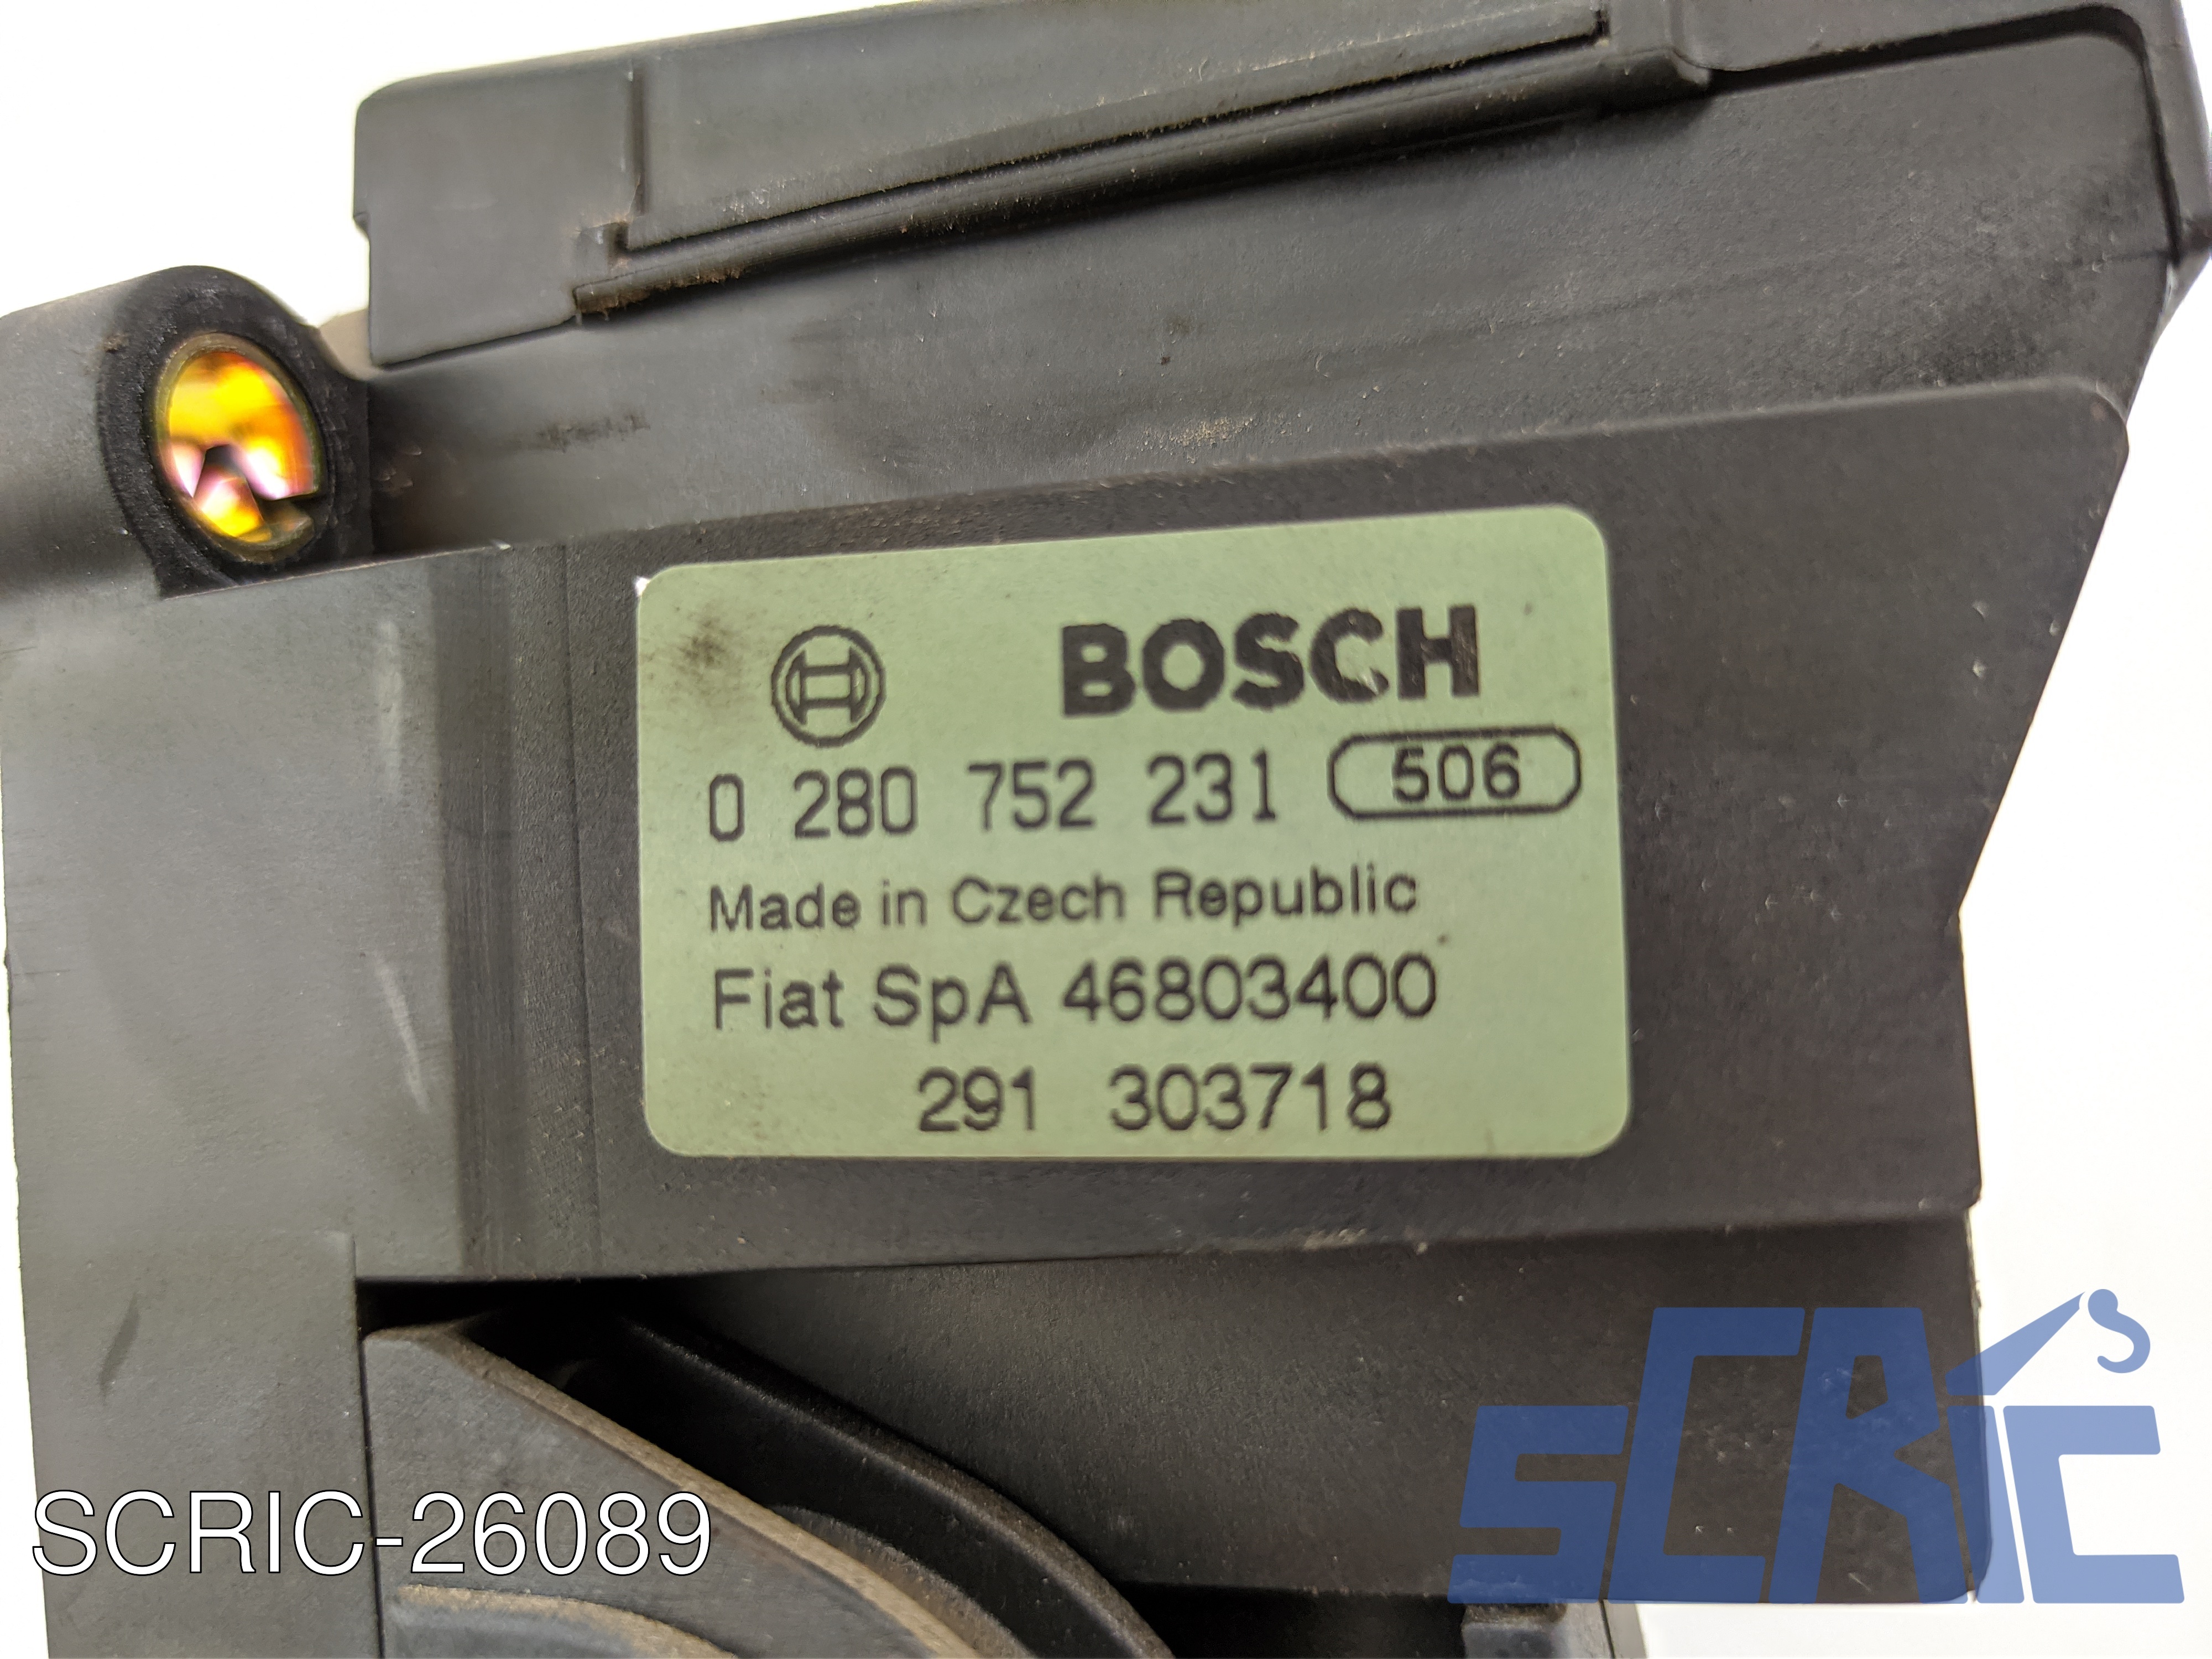 BOSCH
0 280 752 231 506
Made in Czech Republic
Fiat SpA 46803400
291 303718
SCRIC
SCRIC-26089